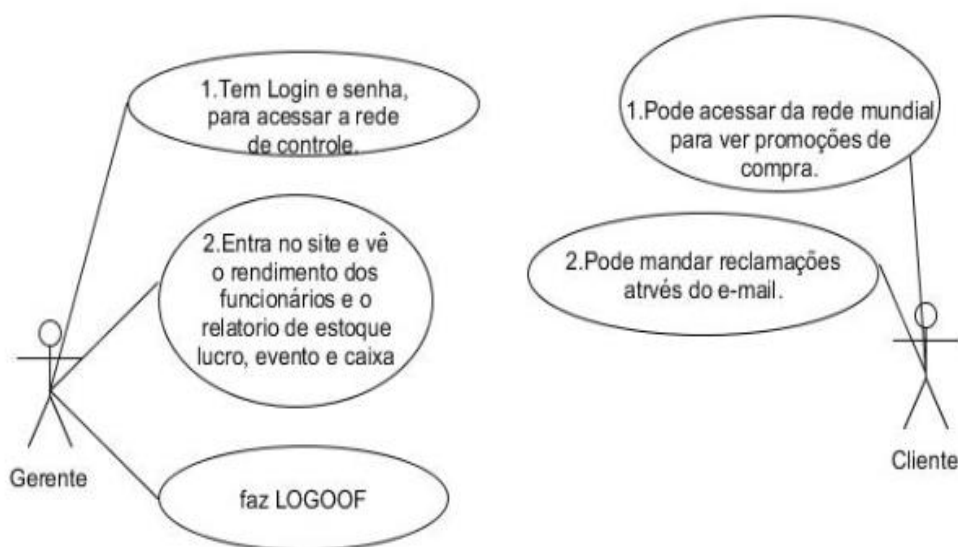 1.Tem Login e senha,
para acessar a rede
de controle.
2.Entra no site e vê
o rendimento dos
funcionários e o
relatorio de estoque
lucro, evento e caixa
faz LOGOOF
Gerente
1.Pode acessar da rede mundial
para ver promoções de
compra.
2.Pode mandar reclamações
atrvés do e-mail.
Cliente